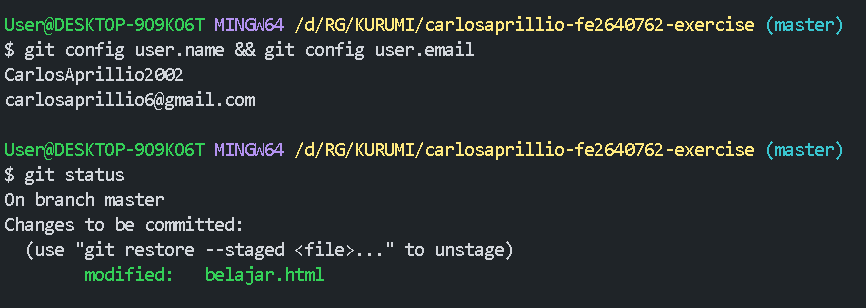 User@DESKTOP-9O9KO6T MINGW64 /d/RG/KURUMI/carlosaprillio-fe2640762-exercise (master)
$ git config user.name && git config user.email
CarlosAprillio2002
carlosaprillio6@gmail.com
User@DESKTOP-9O9KO6T MINGW64 /d/RG/KURUMI/carlosaprillio-fe2640762-exercise (master)
$ git status
On branch master
Changes to be committed:
  (use "git restore --staged <file>..." to unstage)
        modified:   belajar.html